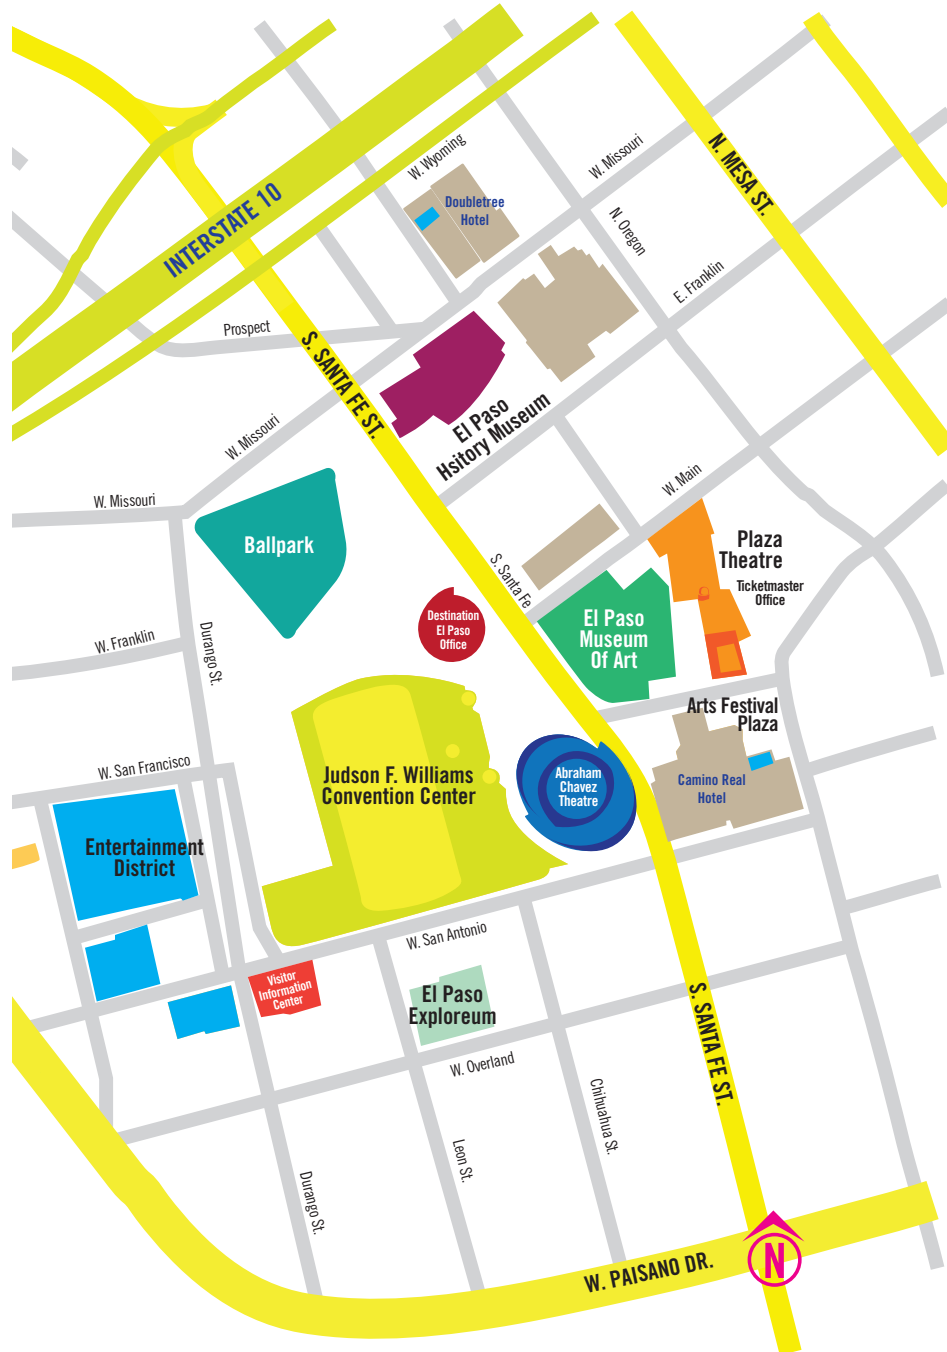 W. Wyoming
W. Missouri
N. MESA ST.
Doubletree
Hotel
N. Oregon
INTERSTATE 10
E. Franklin
Prospect
S. SANTA FE ST.
El Paso
Hsitory Museum
W. Missouri
W. Main
W. Missouri
Ballpark
Plaza
Theatre
S. Santa Fe
Ticketmaster
Office
Destination
El Paso
Office
El Paso
Museum
Of Art
W. Franklin
Durango St.
Arts Festival
Plaza
W. San Francisco
Judson F. Williams
Convention Center
Abraham
Chavez
Theatre
Camino Real
Hotel
Entertainment
District
W. San Antonio
Visitor
Information
Center
El Paso
Exploreum
S. SANTA FE ST.
W. Overland
Chihuahua St.
Leon St.
Durango St.
W. PAISANO DR.
N